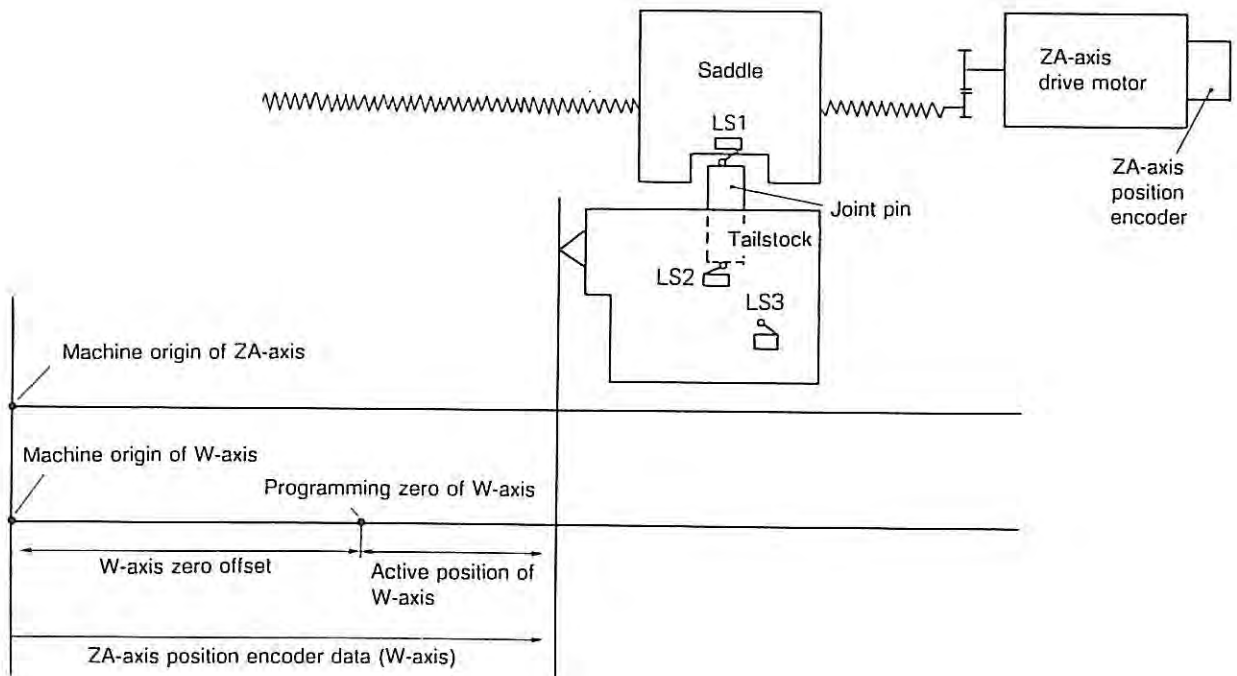 Saddle
ZA-axis
drive motor
LS1
ZA-axis
position
encoder
Joint pin
Tailstock
LS2
LS3
Machine origin of ZA-axis
Machine origin of W-axis
Programming zero of W-axis
W-axis zero offset
Active position of
W-axis
ZA-axis position encoder data (W-axis)